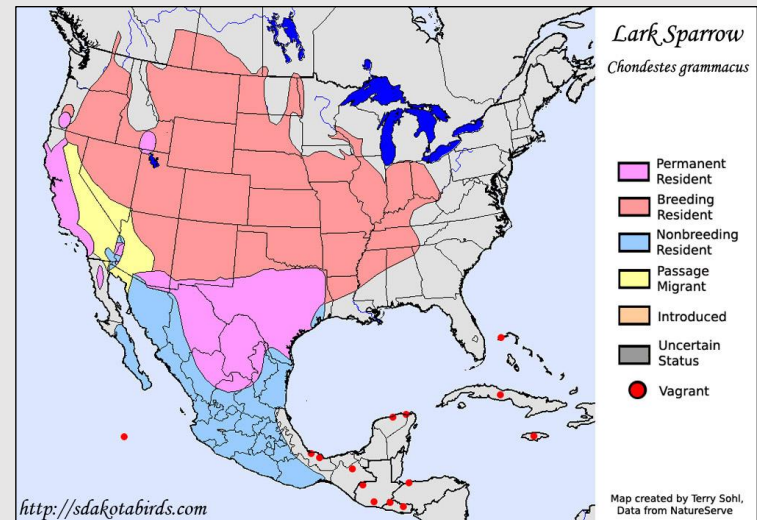 Lark Sparrow
Chondestes grammacus
Permanent
Resident
Breeding
Resident
Nonbreeding
Resident
Passage
Migrant
Introduced
Uncertain
Status
Vagrant
http://sdakotabirds.com
Map created by Terry Sohl,
Data from NatureServe